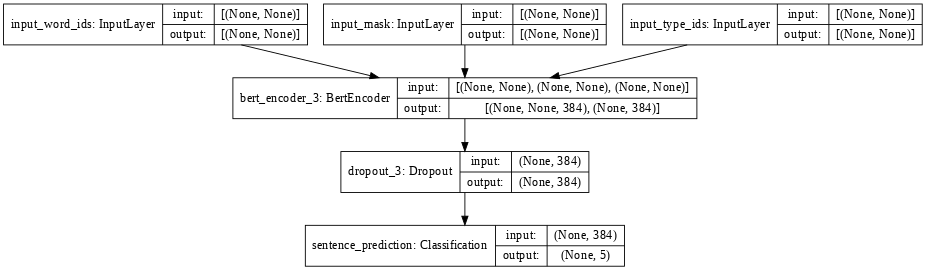 input_word_ids: InputLayer
input: [(None, None)]
output: [(None, None)]
input_mask: InputLayer
input: [(None, None)]
output: [(None, None)]
input_type_ids: InputLayer
input: [(None, None)]
output: [(None, None)]
bert_encoder_3: BertEncoder
input: [(None, None), (None, None), (None, None)]
output: [(None, None, 384), (None, 384)]
dropout_3: Dropout
input: (None, 384)
output: (None, 384)
sentence_prediction: Classification
input: (None, 384)
output: (None, 5)